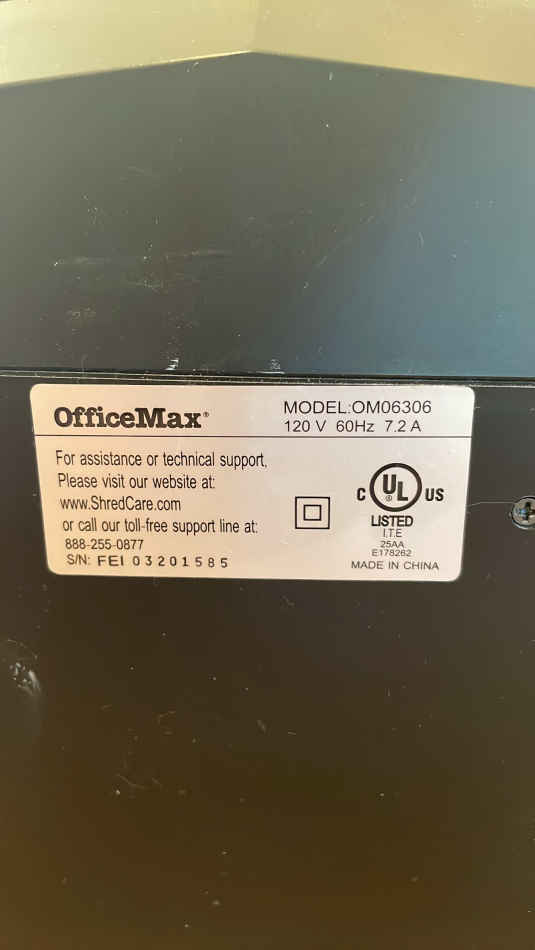 OfficeMax®
MODEL:OM06306
120 V 60Hz 7.2 A
For assistance or technical support,
Please visit our website at:
www.ShredCare.com
or call our toll-free support line at:
888-255-0877
S/N: FEI 03201585
C UL® US
LISTED
I.T.E
25AA
E178262
MADE IN CHINA